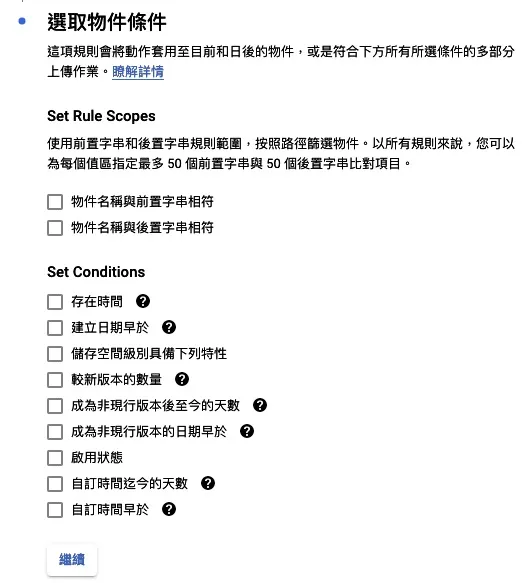 選取物件條件
這項規則會將動作套用至目前和日後的物件，或是符合下方所有所選條件的多部分
上傳作業。瞭解詳情
Set Rule Scopes
使用前置字串和後置字串規則範圍，按照路徑篩選物件。以所有規則來說，您可以
為每個值區指定最多 50 個前置字串與 50 個後置字串比對項目。
物件名稱與前置字串相符
物件名稱與後置字串相符
Set Conditions
存在時間 ?
建立日期早於 ?
儲存空間級別具備下列特性
較新版本的數量 ?
成為非現行版本後至今的天數 ?
成為非現行版本的日期早於 ?
啟用狀態
自訂時間迄今的天數 ?
自訂時間早於 ?
繼續